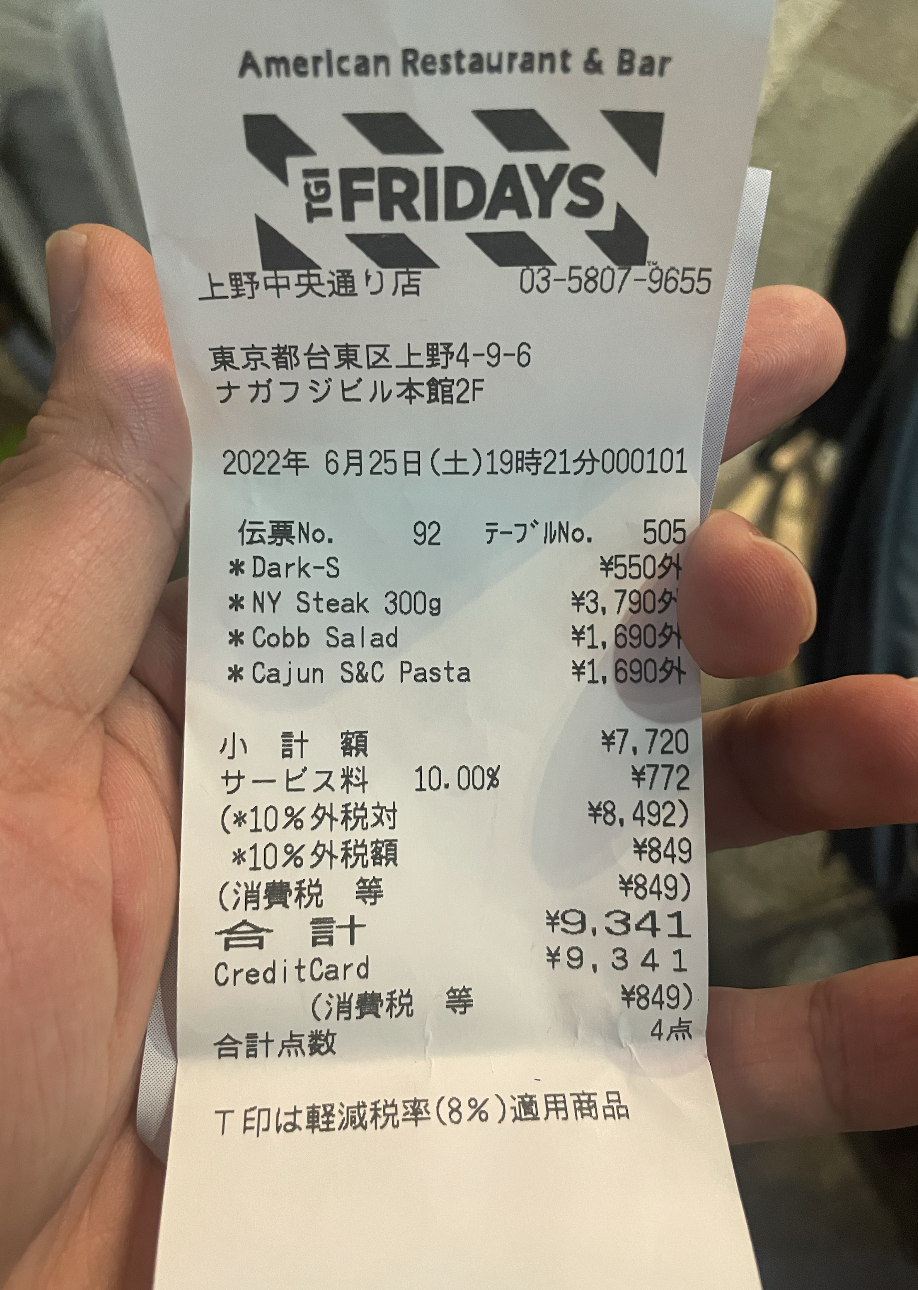 American Restaurant & Bar
TGI FRIDAYS
TM
上野中央通り店 03-5807-9655
東京都台東区上野4-9-6
ナガフジビル本館2F
2022年 6月25日(土)19時21分000101
伝票No. 92 ﾃｰﾌﾞﾙNo. 505
*Dark-S ¥550外
*NY Steak 300g ¥3,790外
*Cobb Salad ¥1,690外
*Cajun S&C Pasta ¥1,690外
小 計 額 ¥7,720
サービス料 10.00% ¥772
(*10%外税対 ¥8,492)
*10%外税額 ¥849
(消費税 等 ¥849)
合 計 ¥9,341
CreditCard ¥9,341
(消費税 等 ¥849)
合計点数 4点
T印は軽減税率(8%)適用商品